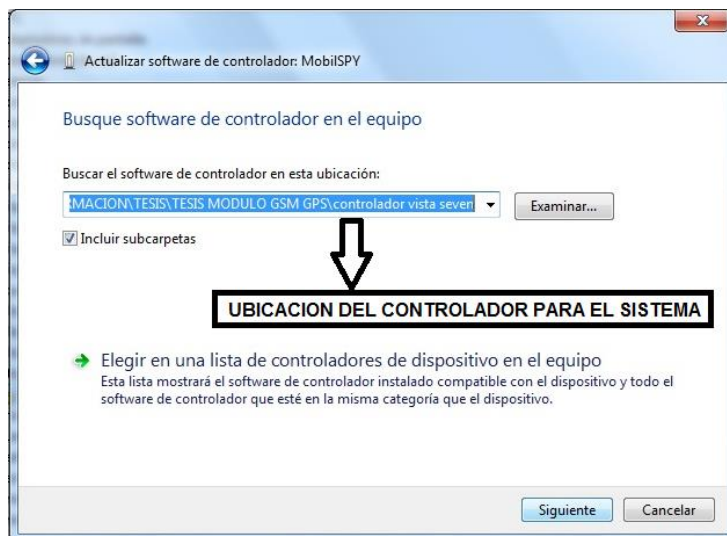 Actualizar software de controlador: MobilSPY
Busque software de controlador en el equipo
Buscar el software de controlador en esta ubicación:
MACION\TESIS\TESIS MODULO GSM GPS\controlador vista seven
Examinar...
Incluir subcarpetas
UBICACION DEL CONTROLADOR PARA EL SISTEMA
Elegir en una lista de controladores de dispositivo en el equipo
Esta lista mostrará el software de controlador instalado compatible con el dispositivo y todo el
software de controlador que esté en la misma categoría que el dispositivo.
Siguiente
Cancelar